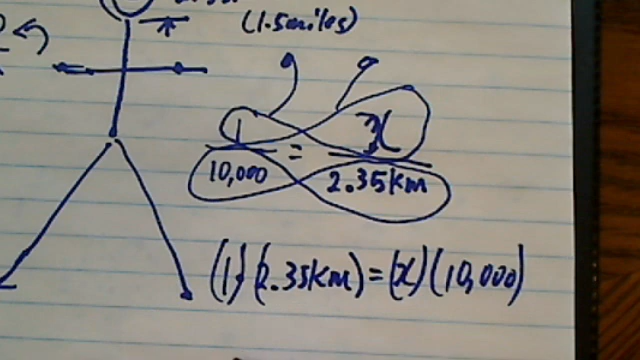 (1.5miles)
1 = x
10,000 2.35km
(1)(2.35km)=(x)(10,000)